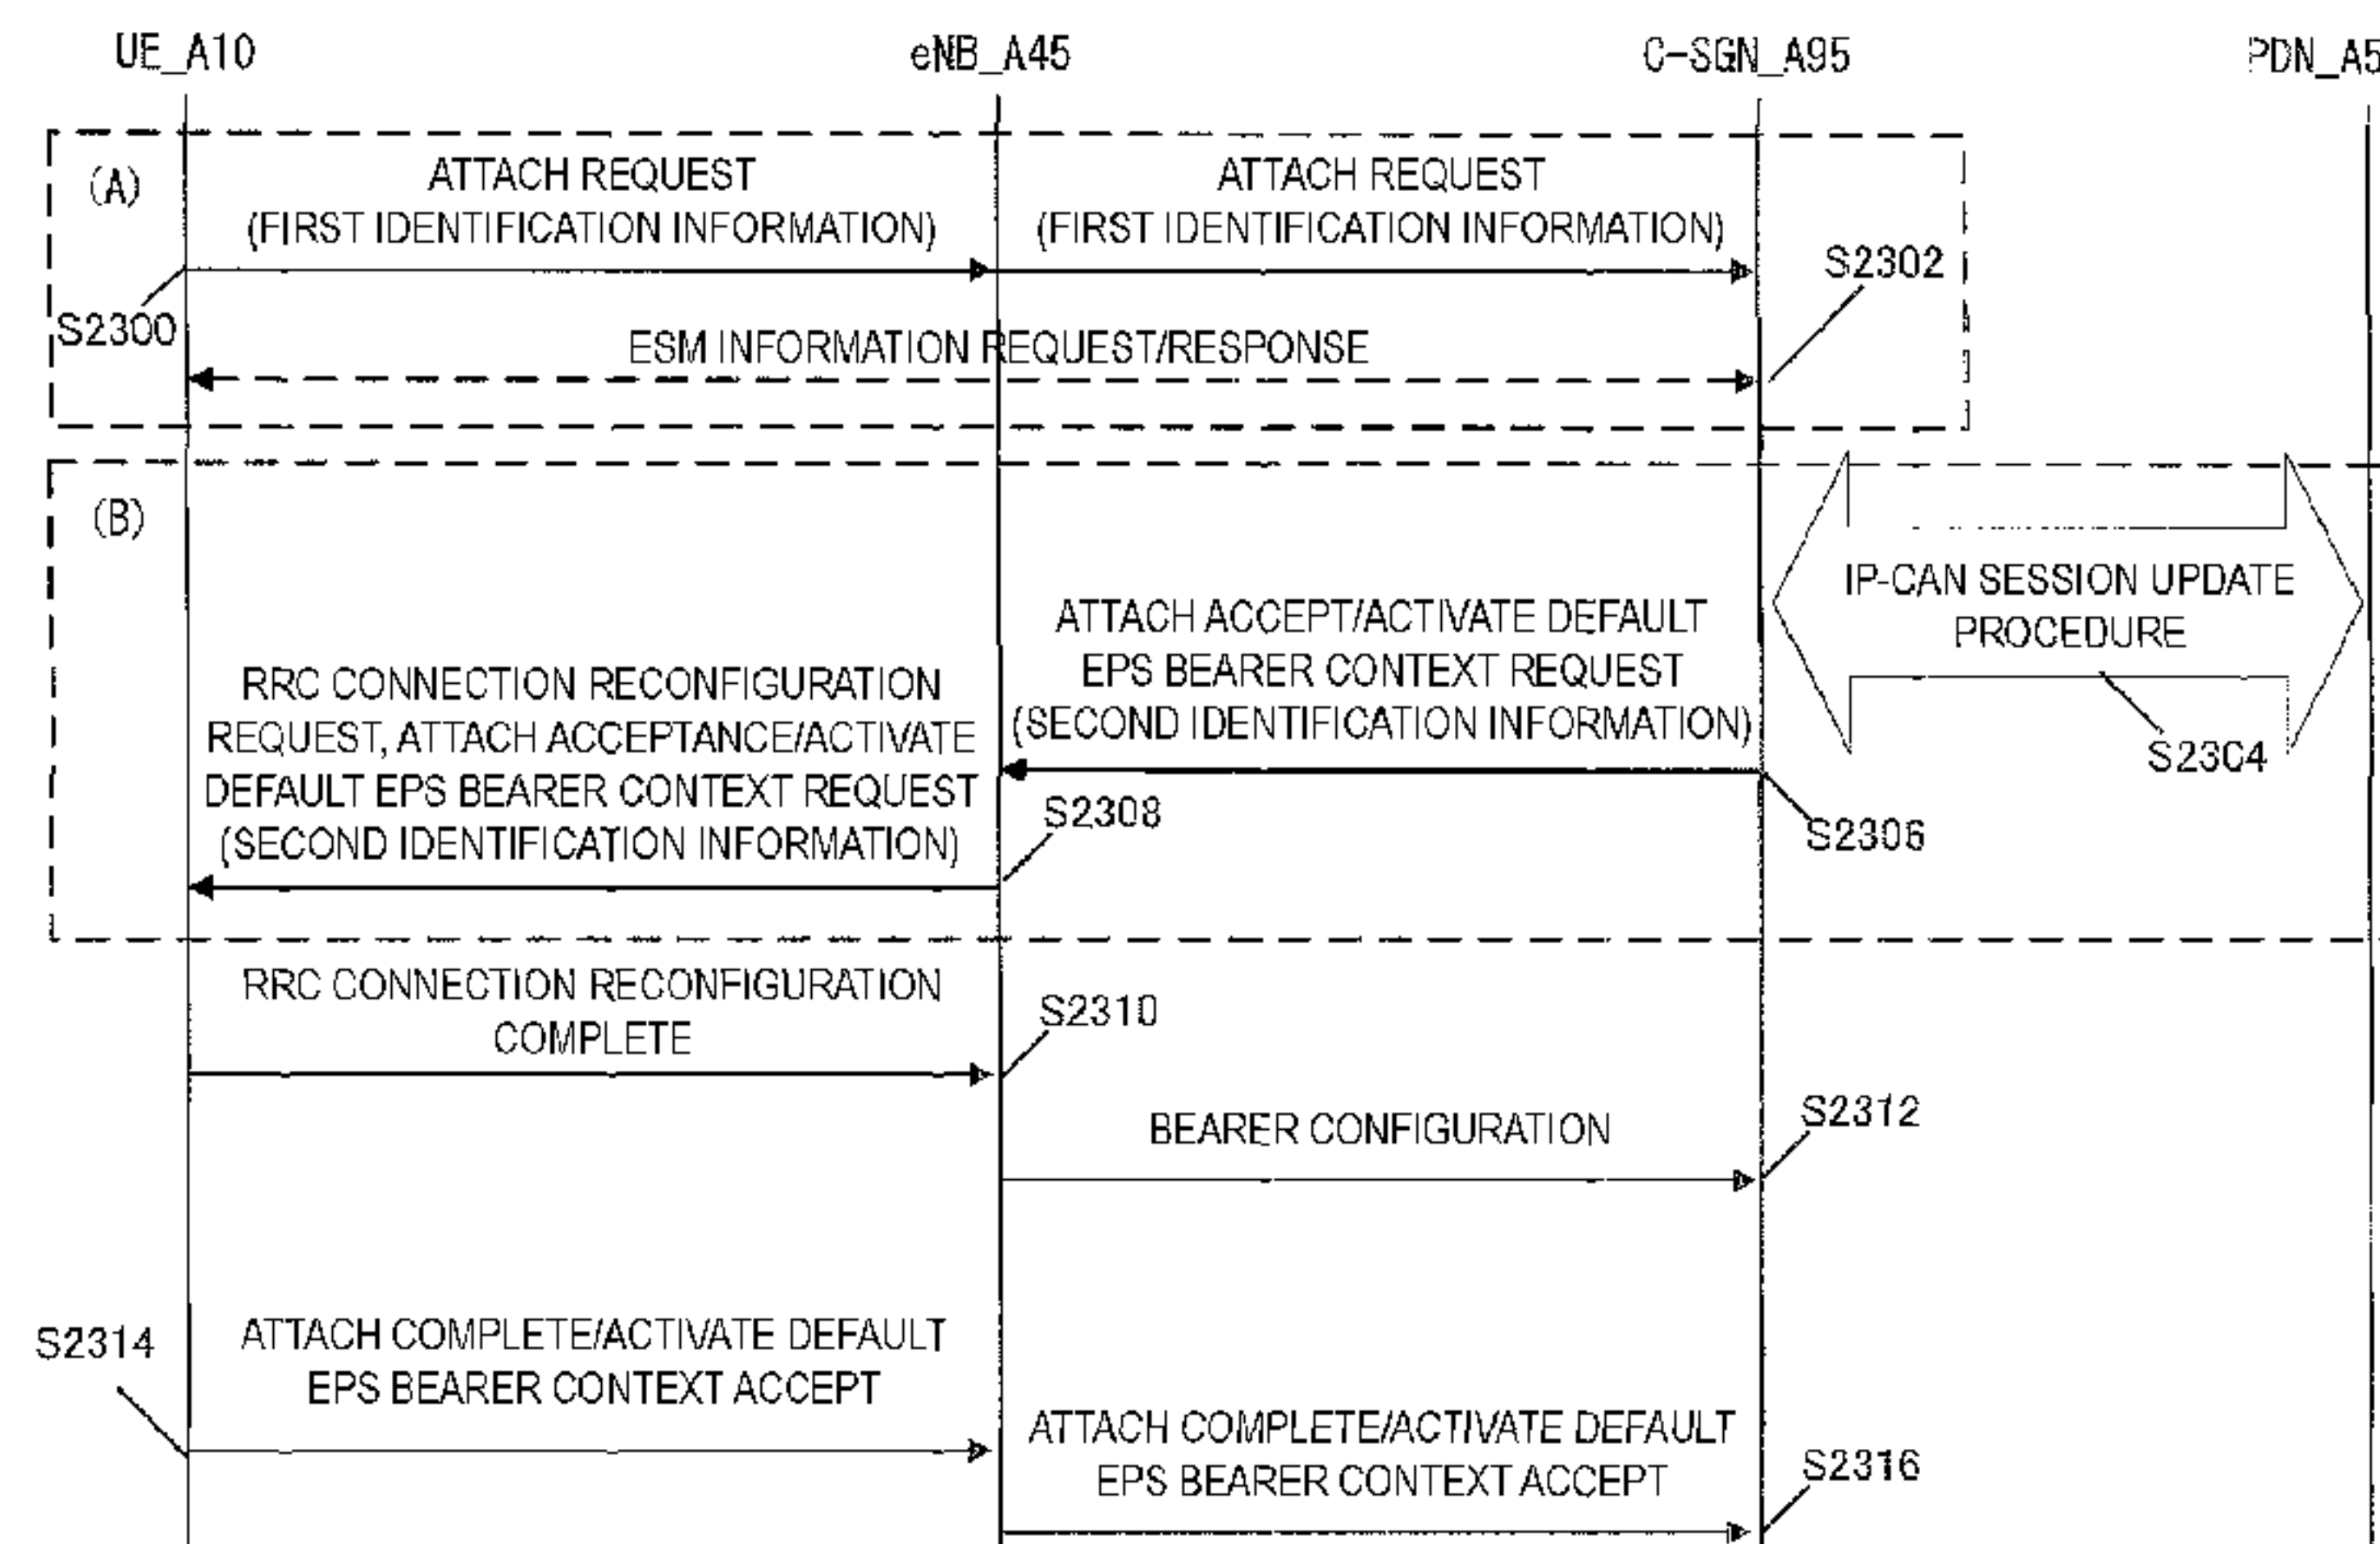 UE_A10
eNB_A45
C-SGN_A95
PDN_A5
(A)
ATTACH REQUEST
(FIRST IDENTIFICATION INFORMATION)
ATTACH REQUEST
(FIRST IDENTIFICATION INFORMATION)
S2302
S2300
ESM INFORMATION REQUEST/RESPONSE
(B)
IP-CAN SESSION UPDATE
PROCEDURE
S2304
ATTACH ACCEPT/ACTIVATE DEFAULT
EPS BEARER CONTEXT REQUEST
(SECOND IDENTIFICATION INFORMATION)
S2306
RRC CONNECTION RECONFIGURATION
REQUEST, ATTACH ACCEPTANCE/ACTIVATE
DEFAULT EPS BEARER CONTEXT REQUEST
(SECOND IDENTIFICATION INFORMATION)
S2308
RRC CONNECTION RECONFIGURATION
COMPLETE
S2310
BEARER CONFIGURATION
S2312
S2314
ATTACH COMPLETE/ACTIVATE DEFAULT
EPS BEARER CONTEXT ACCEPT
ATTACH COMPLETE/ACTIVATE DEFAULT
EPS BEARER CONTEXT ACCEPT
S2316